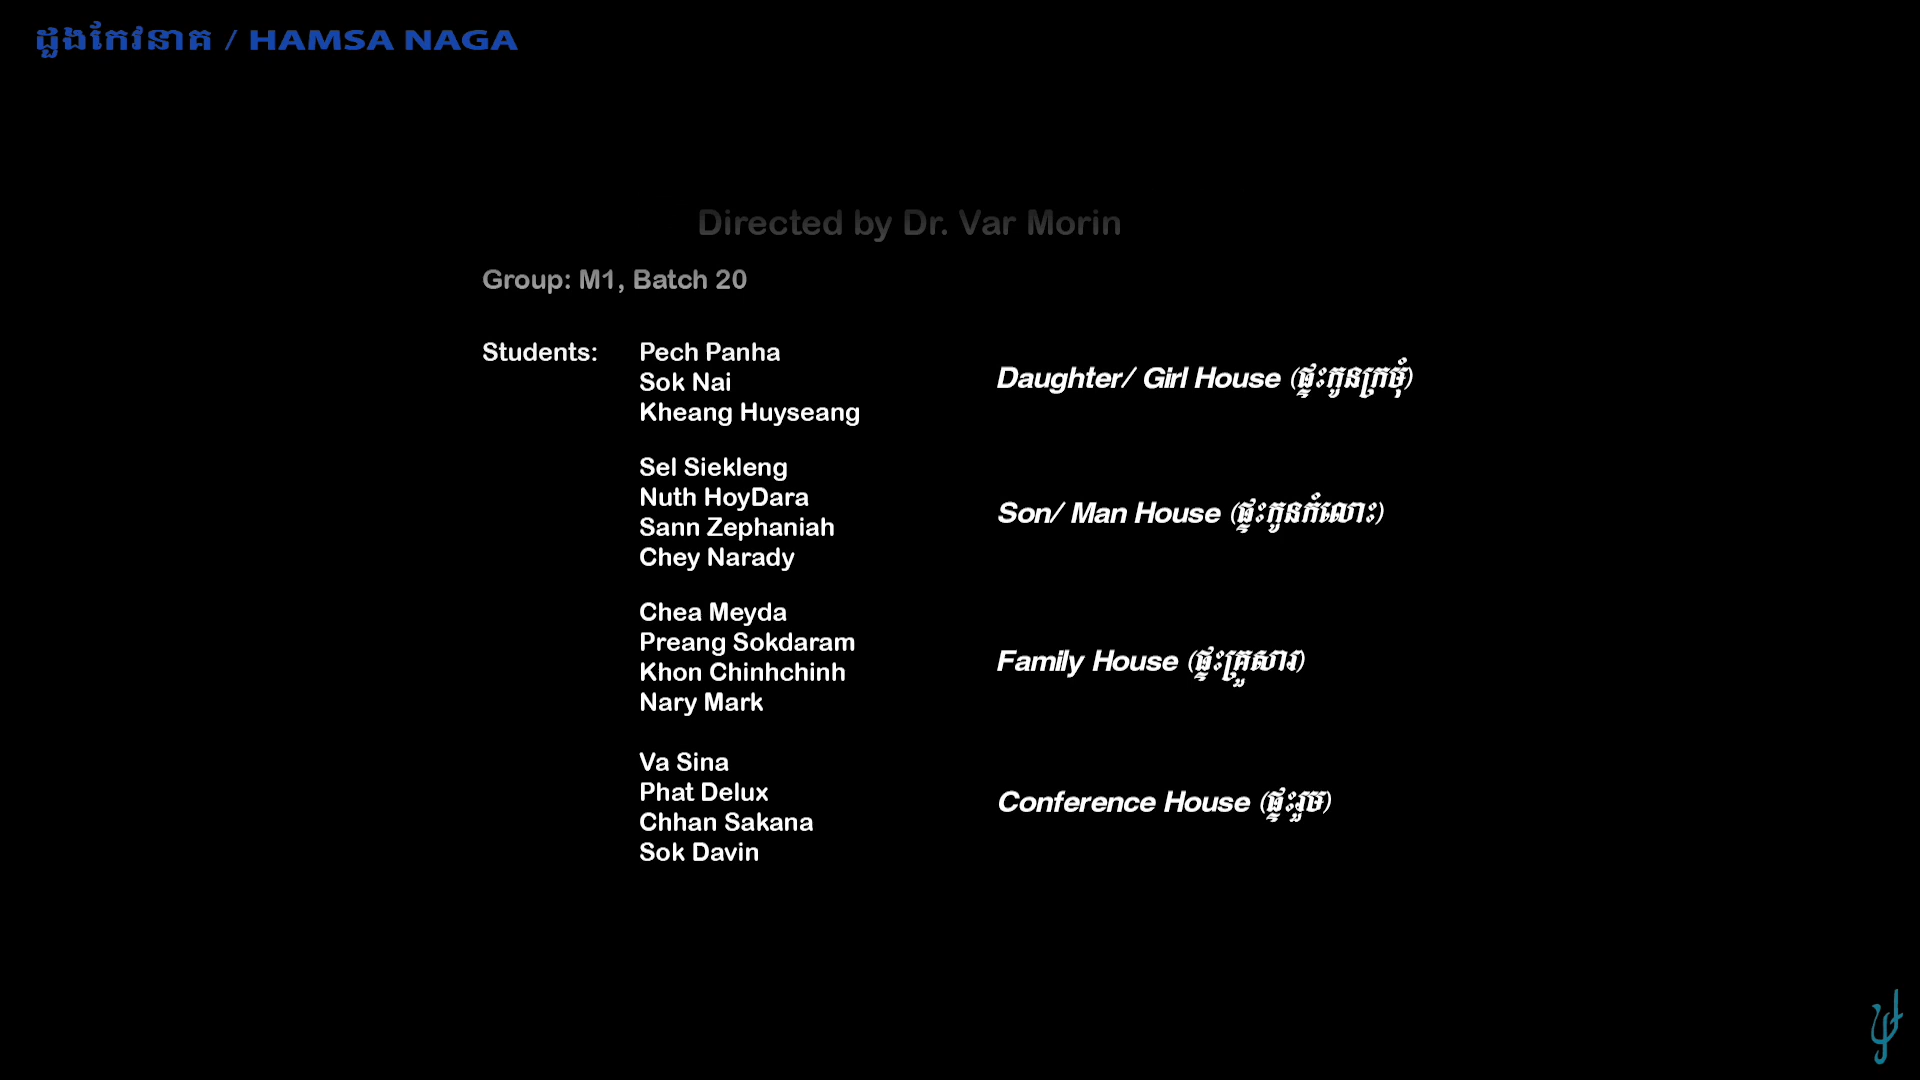 ដួងកែវនាគ / HAMSA NAGA
Directed by Dr. Var Morin
Group: M1, Batch 20
Students:
Pech Panha
Sok Nai
Kheang Huyseang
Daughter/ Girl House (ផ្ទះកូនក្រមុំ)
Sel Siekleng
Nuth HoyDara
Sann Zephaniah
Chey Narady
Son/ Man House (ផ្ទះកូនកំលោះ)
Chea Meyda
Preang Sokdaram
Khon Chinhchinh
Nary Mark
Family House (ផ្ទះគ្រួសារ)
Va Sina
Phat Delux
Chhan Sakana
Sok Davin
Conference House (ផ្ទះរួម)